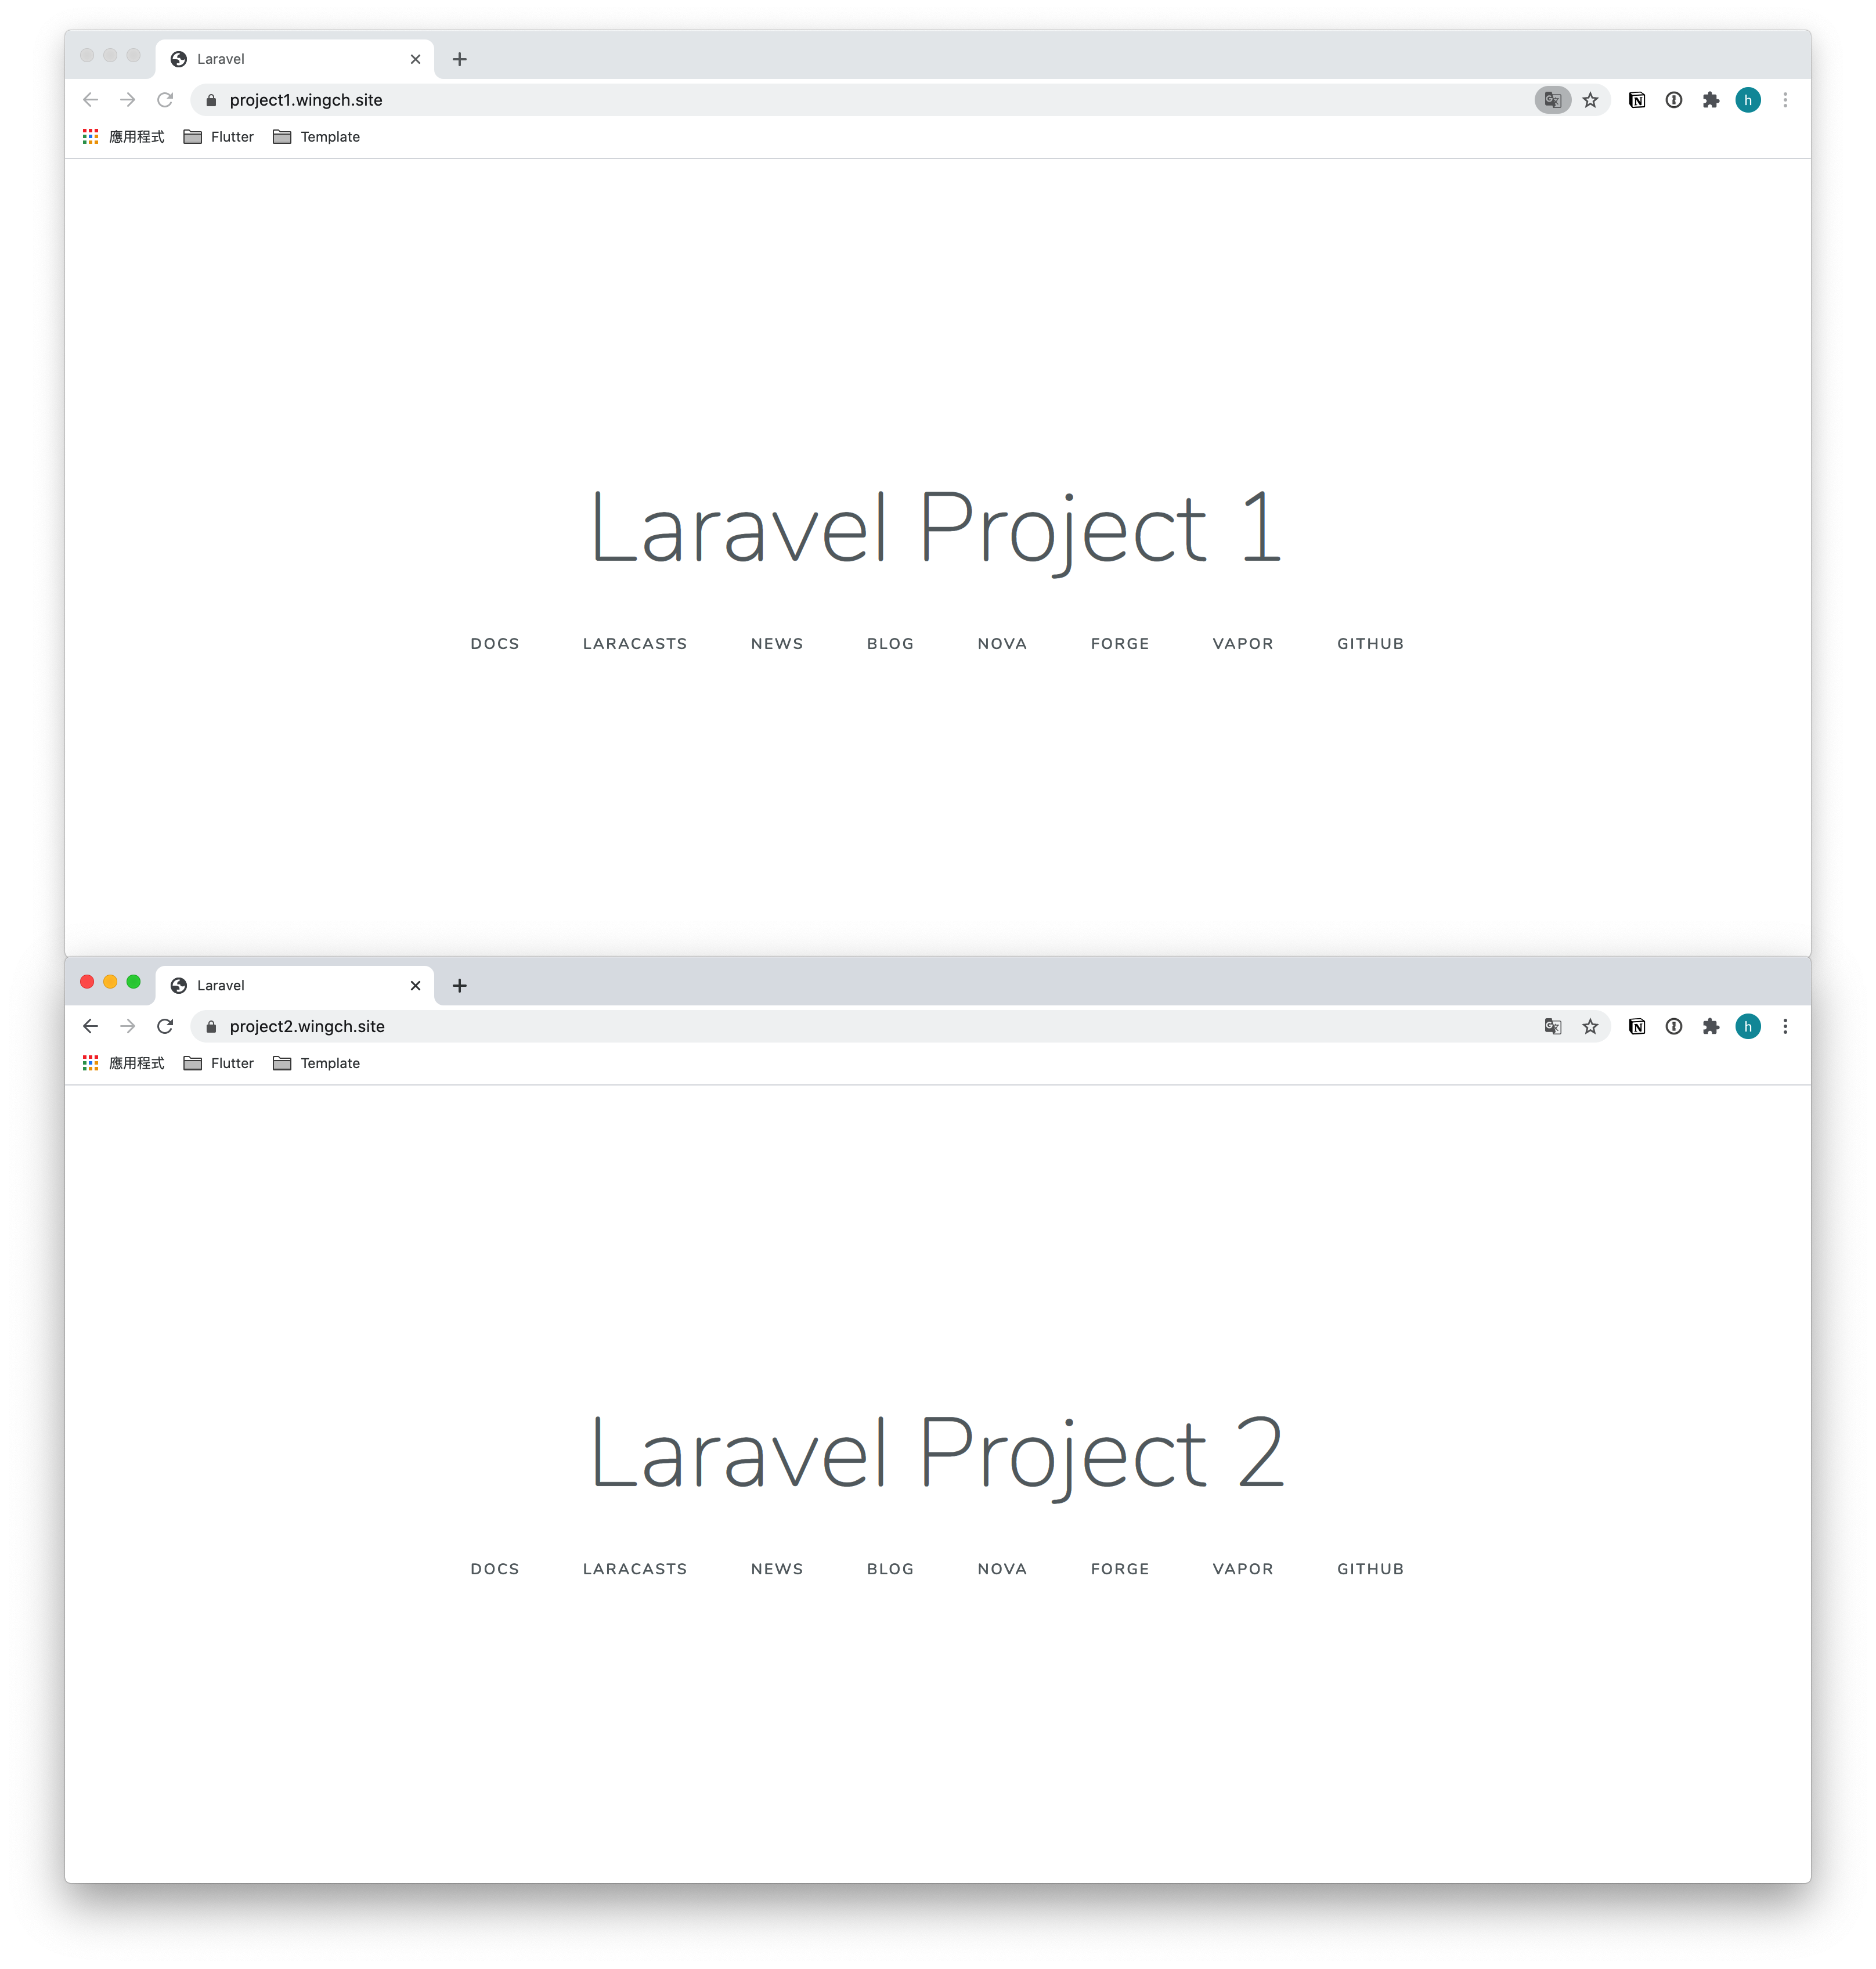 Laravel
project1.wingch.site
h
應用程式 Flutter Template
Laravel Project 1
DOCS LARACASTS NEWS BLOG NOVA FORGE VAPOR GITHUB
Laravel
project2.wingch.site
h
應用程式 Flutter Template
Laravel Project 2
DOCS LARACASTS NEWS BLOG NOVA FORGE VAPOR GITHUB